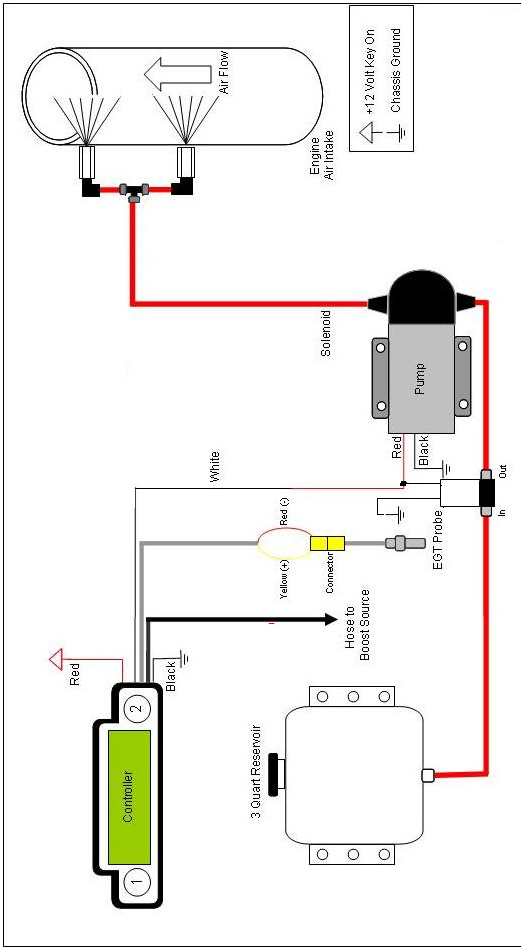 +12 Volt Key On
Chassis Ground
Air Flow
Engine
Air Intake
Solenoid
Pump
Red
Black
White
Out
In
EGT Probe
Red (-)
Yellow (+)
Connector
Hose to
Boost Source
Red
Black
2
Controller
1
3 Quart Reservoir